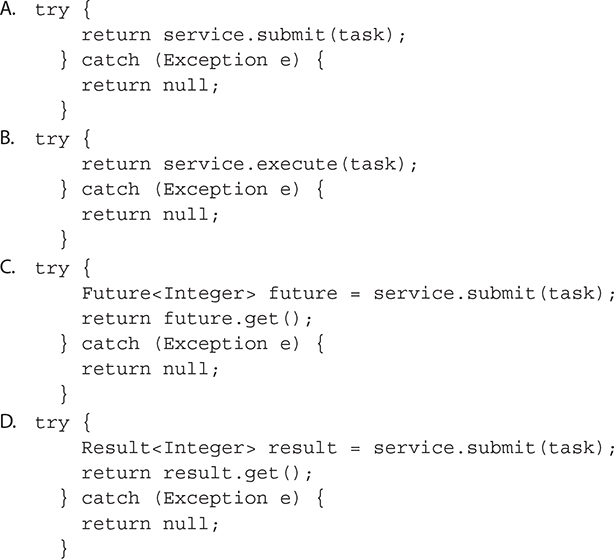 A. try {
return service.submit(task);
} catch (Exception e) {
return null;
}
B. try {
return service.execute(task);
} catch (Exception e) {
return null;
}
C. try {
Future<Integer> future = service.submit(task);
return future.get();
} catch (Exception e) {
return null;
}
D. try {
Result<Integer> result = service.submit(task);
return result.get();
} catch (Exception e) {
return null;
}